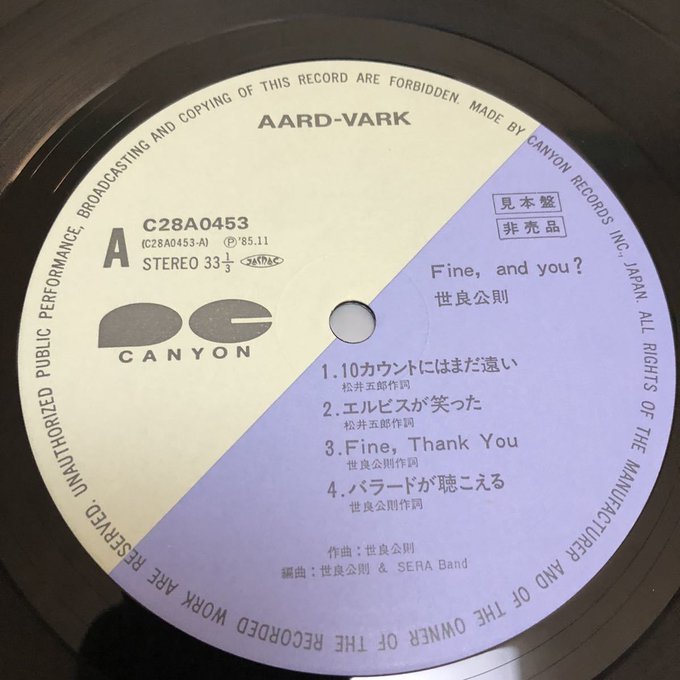 AARD-VARK
A
C28A0453
(C28A0453-A) Ⓟ'85.11
STEREO 33⅓ JASRAC
CANYON
見本盤
非売品
Fine, and you?
世良公則
1.10カウントにはまだ遠い
松井五郎作詞
2.エルビスが笑った
松井五郎作詞
3.Fine, Thank You
世良公則作詞
4.バラードが聴こえる
世良公則作詞
作曲:世良公則
編曲:世良公則 & SERA Band
MADE BY CANYON RECORDS INC., JAPAN. ALL RIGHTS OF THE MANUFACTURER AND OF THE OWNER OF THE RECORDED WORK ARE RESERVED. UNAUTHORIZED PUBLIC PERFORMANCE, BROADCASTING AND COPYING OF THIS RECORD ARE FORBIDDEN.